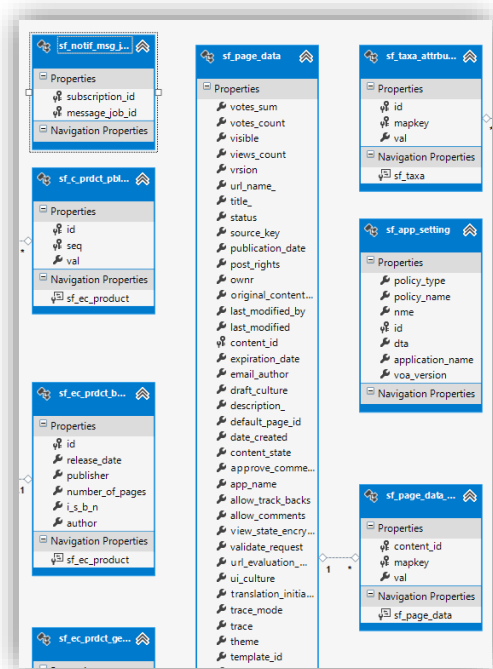 sf_notif_msg_j...
Properties
subscription_id
message_job_id
Navigation Properties
sf_c_prdct_pbl...
Properties
id
seq
val
Navigation Properties
sf_ec_product
*
sf_ec_prdct_b...
Properties
id
release_date
publisher
number_of_pages
i_s_b_n
author
Navigation Properties
sf_ec_product
1
sf_ec_prdct_ge...
sf_page_data
Properties
votes_sum
votes_count
visible
views_count
vrsion
url_name_
title_
status
source_key
publication_date
post_rights
ownr
original_content...
last_modified_by
last_modified
content_id
expiration_date
email_author
draft_culture
description_
default_page_id
date_created
content_state
approve_comme...
app_name
allow_track_backs
allow_comments
view_state_encry...
validate_request
url_evaluation_...
ui_culture
translation_initia...
trace_mode
trace
theme
template_id
1 *
sf_taxa_attrbu...
Properties
id
mapkey
val
Navigation Properties
sf_taxa
*
sf_app_setting
Properties
policy_type
policy_name
nme
id
dta
application_name
voa_version
Navigation Properties
sf_page_data_...
Properties
content_id
mapkey
val
Navigation Properties
sf_page_data